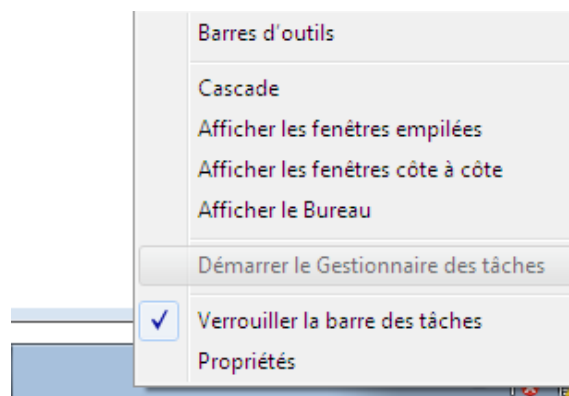 Barres d'outils
Cascade
Afficher les fenêtres empilées
Afficher les fenêtres côte à côte
Afficher le Bureau
Démarrer le Gestionnaire des tâches
Verrouiller la barre des tâches
Propriétés